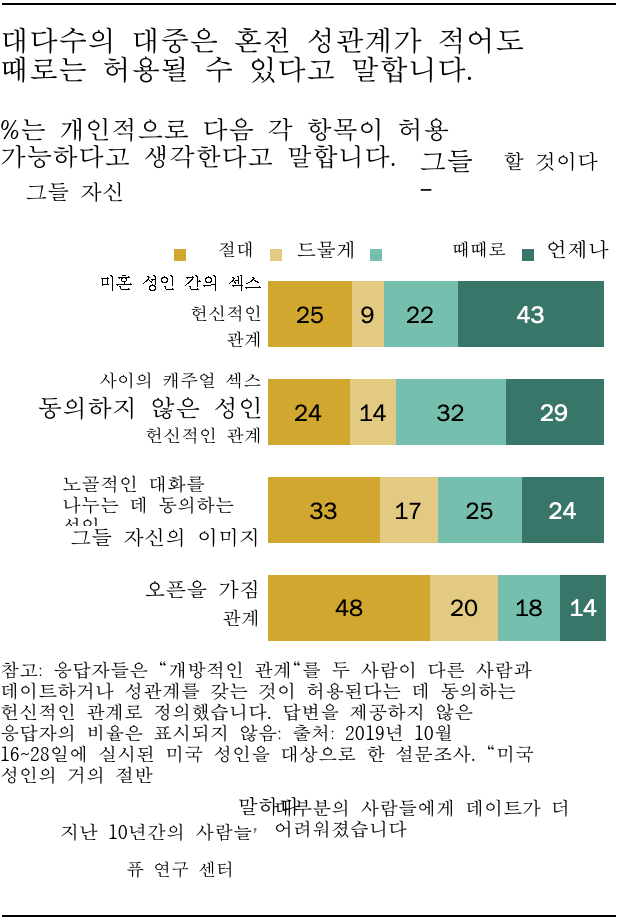 대다수의 대중은 혼전 성관계가 적어도
때로는 허용될 수 있다고 말합니다.
%는 개인적으로 다음 각 항목이 허용
가능하다고 생각한다고 말합니다. 그들 할 것이다
–
그들 자신
절대 드물게 때때로 언제나
미혼 성인 간의 섹스
헌신적인
관계
25 9 22 43
사이의 캐주얼 섹스
동의하지 않은 성인
헌신적인 관계
24 14 32 29
노골적인 대화를
나누는 데 동의하는
성인
그들 자신의 이미지
33 17 25 24
오픈을 가짐
관계
48 20 18 14
참고: 응답자들은 “개방적인 관계“를 두 사람이 다른 사람과
데이트하거나 성관계를 갖는 것이 허용된다는 데 동의하는
헌신적인 관계로 정의했습니다. 답변을 제공하지 않은
응답자의 비율은 표시되지 않음: 출처: 2019년 10월
16~28일에 실시된 미국 성인을 대상으로 한 설문조사. “미국
성인의 거의 절반
말하다
대부분의 사람들에게 데이트가 더
지난 10년간의 사람들’ 어려워졌습니다
퓨 연구 센터